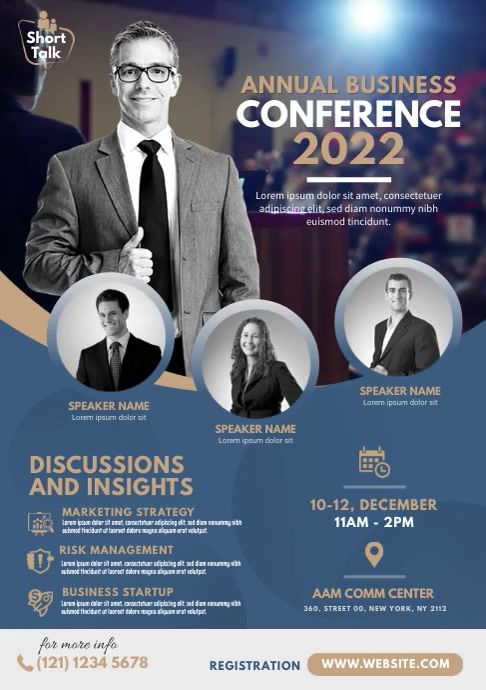 Short
Talk
ANNUAL BUSINESS
CONFERENCE
2022
Lorem ipsum dolor sit amet, consectetuer
adipiscing elit, sed diam nonummy nibh
euismod tincidunt.
SPEAKER NAME
Lorem ipsum dolor sit
SPEAKER NAME
Lorem ipsum dolor sit
SPEAKER NAME
Lorem ipsum dolor sit
DISCUSSIONS
AND INSIGHTS
MARKETING STRATEGY
Lorem ipsum dolor sit amet, consectetuer adipiscing elit, sed diam nonummy nibh
euismod tincidunt ut laoreet dolore magna aliquam erat volutpat.
RISK MANAGEMENT
Lorem ipsum dolor sit amet, consectetuer adipiscing elit, sed diam nonummy nibh
euismod tincidunt ut laoreet dolore magna aliquam erat volutpat.
BUSINESS STARTUP
Lorem ipsum dolor sit amet, consectetuer adipiscing elit, sed diam nonummy nibh
euismod tincidunt ut laoreet dolore magna aliquam erat volutpat.
10-12, DECEMBER
11AM - 2PM
AAM COMM CENTER
360, STREET 00, NEW YORK, NY 2112
for more info
(121) 1234 5678
REGISTRATION
WWW.WEBSITE.COM